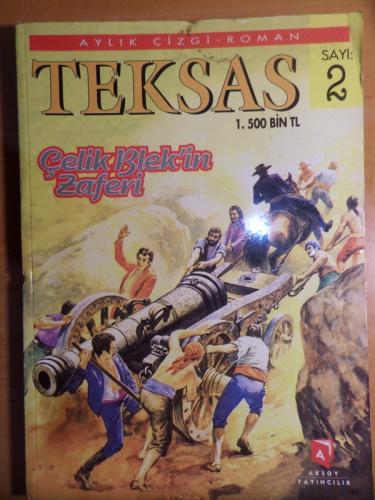 AYLIK ÇİZGİ-ROMAN
TEKSAS
SAYI:
2
1. 500 BİN TL
Çelik Blek'in
Zaferi
AKSOY
YAYINCILIK